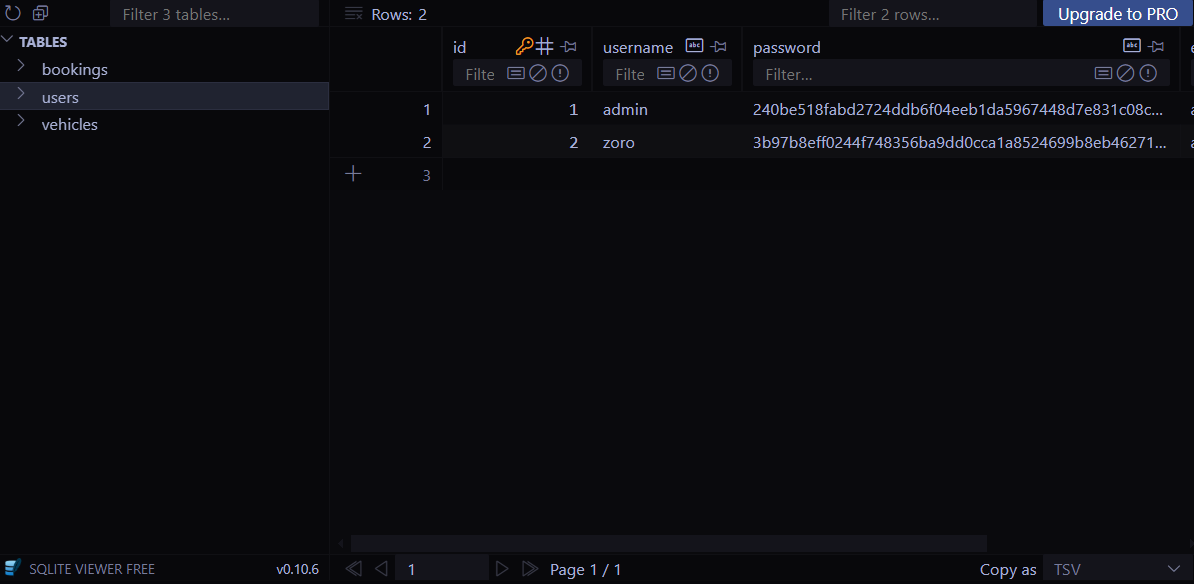 Filter 3 tables...
Rows: 2
Filter 2 rows...
Upgrade to PRO
TABLES
bookings
users
vehicles
id
username
password
Filte
Filte
Filter...
1 1 admin 240be518fabd2724ddb6f04eeb1da5967448d7e831c08c...
2 2 zoro 3b97b8eff0244f748356ba9dd0cca1a8524699b8eb46271...
3
SQLITE VIEWER FREE
v0.10.6
1
Page 1 / 1
Copy as
TSV